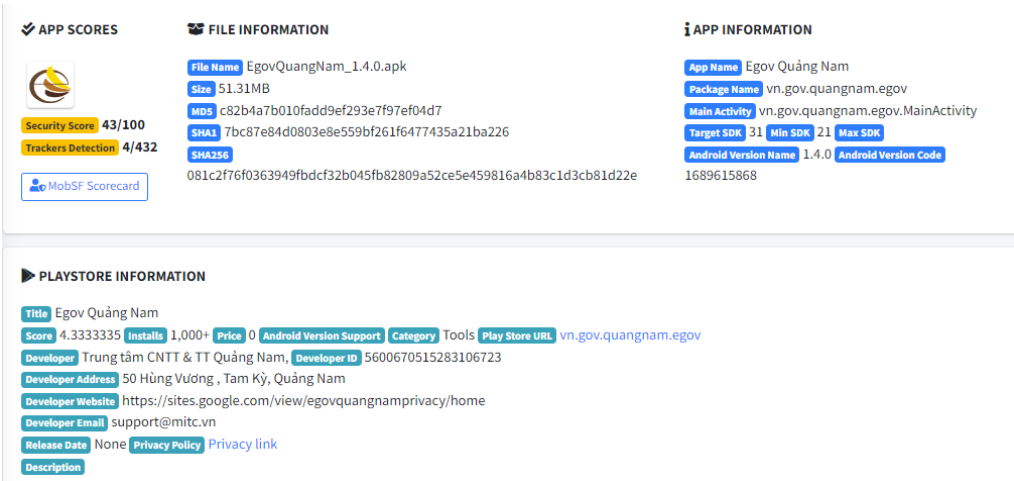 APP SCORES
Security Score 43/100
Trackers Detection 4/432
MobSF Scorecard
FILE INFORMATION
File Name EgovQuangNam_1.4.0.apk
Size 51.31MB
MD5 c82b4a7b010fadd9ef293e7f97ef04d7
SHA1 7bc87e84d0803e8e559bf261f6477435a21ba226
SHA256
081c2f76f0363949fbdcf32b045fb82809a52ce5e459816a4b83c1d3cb81d22e
APP INFORMATION
App Name Egov Quảng Nam
Package Name vn.gov.quangnam.egov
Main Activity vn.gov.quangnam.egov.MainActivity
Target SDK 31 Min SDK 21 Max SDK
Android Version Name 1.4.0 Android Version Code
1689615868
PLAYSTORE INFORMATION
Title Egov Quảng Nam
Score 4.3333335 Installs 1,000+ Price 0 Android Version Support Category Tools Play Store URL vn.gov.quangnam.egov
Developer Trung tâm CNTT & TT Quảng Nam, Developer ID 5600670515283106723
Developer Address 50 Hùng Vương , Tam Kỳ, Quảng Nam
Developer Website https://sites.google.com/view/egovquangnamprivacy/home
Developer Email support@mitc.vn
Release Date None Privacy Policy Privacy link
Description